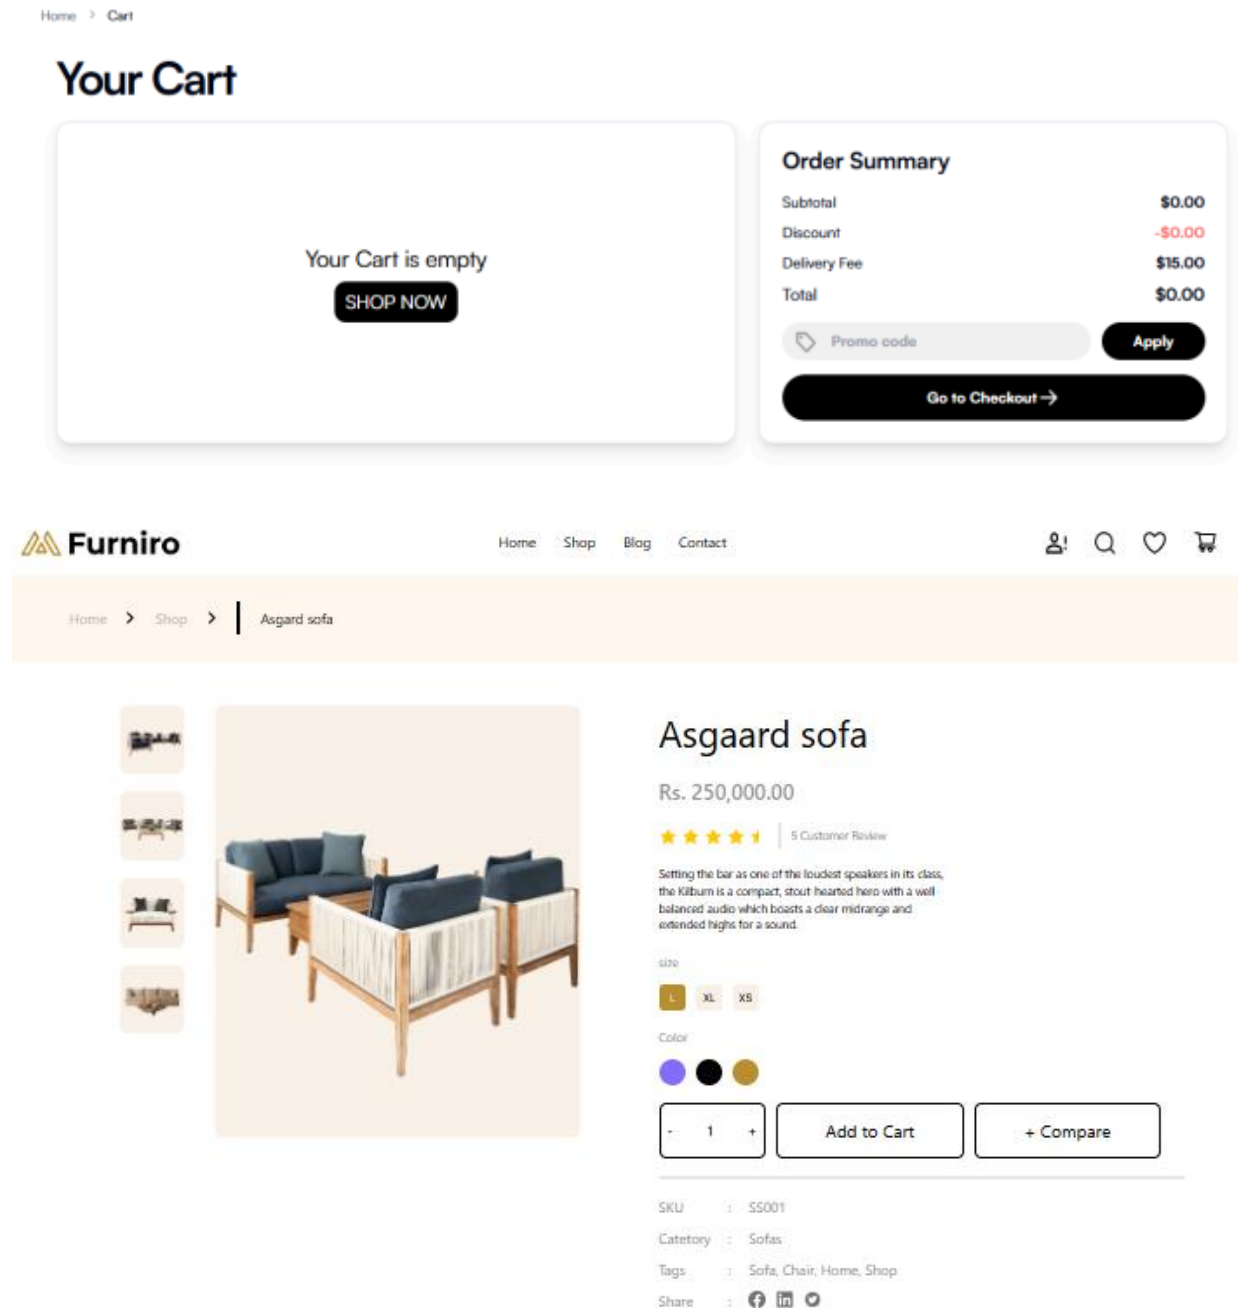 Home > Cart
Your Cart
Your Cart is empty
SHOP NOW
Order Summary
Subtotal $0.00
Discount -$0.00
Delivery Fee $15.00
Total $0.00
Promo code Apply
Go to Checkout →
Furniro Home Shop Blog Contact
Home > Shop > Asgard sofa
Asgaard sofa
Rs. 250,000.00
5 Customer Review
Setting the bar as one of the loudest speakers in its class,
the Kilburn is a compact, stout hearted hero with a well
balanced audio which boasts a clear midrange and
extended highs for a sound.
size
L XL XS
Color
- 1 + Add to Cart + Compare
SKU : SS001
Catetory : Sofas
Tags : Sofa, Chair, Home, Shop
Share :